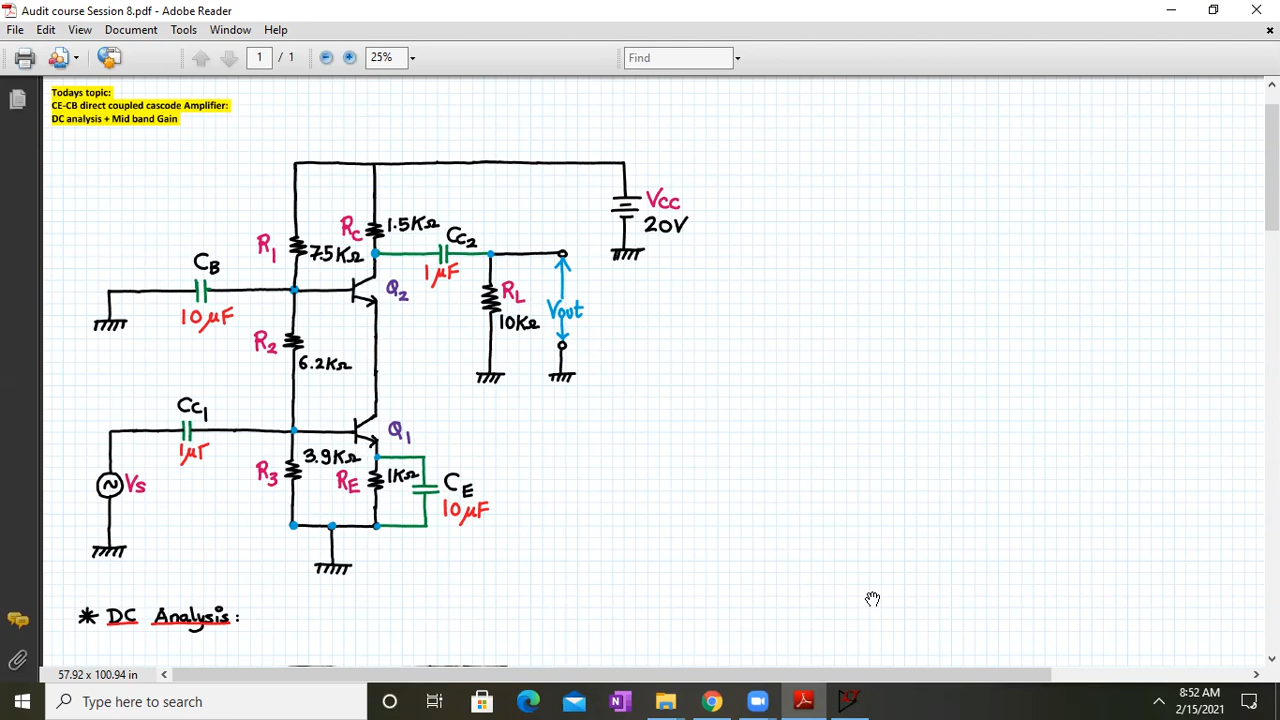 Audit course Session 8.pdf - Adobe Reader
File Edit View Document Tools Window Help
1 / 1 25% Find
Todays topic:
CE-CB direct coupled cascode Amplifier:
DC analysis + Mid band Gain
VCC
20V
RC 1.5KΩ
R1 7.5KΩ
CC2
1μF
CB
10μF
Q2
RL
10KΩ
Vout
R2
6.2KΩ
CC1
1μF
Q1
R3 3.9KΩ
RE 1KΩ
CE
10μF
Vs
* DC Analysis:
57.92 x 100.94 in
Type here to search
8:52 AM
2/15/2021